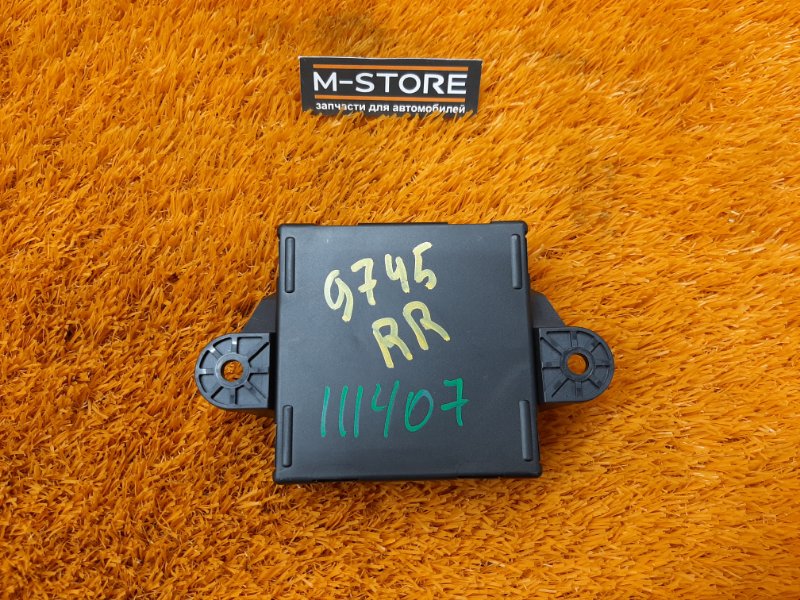 M-STORE
запчасти для автомобилей
9745
RR
111407